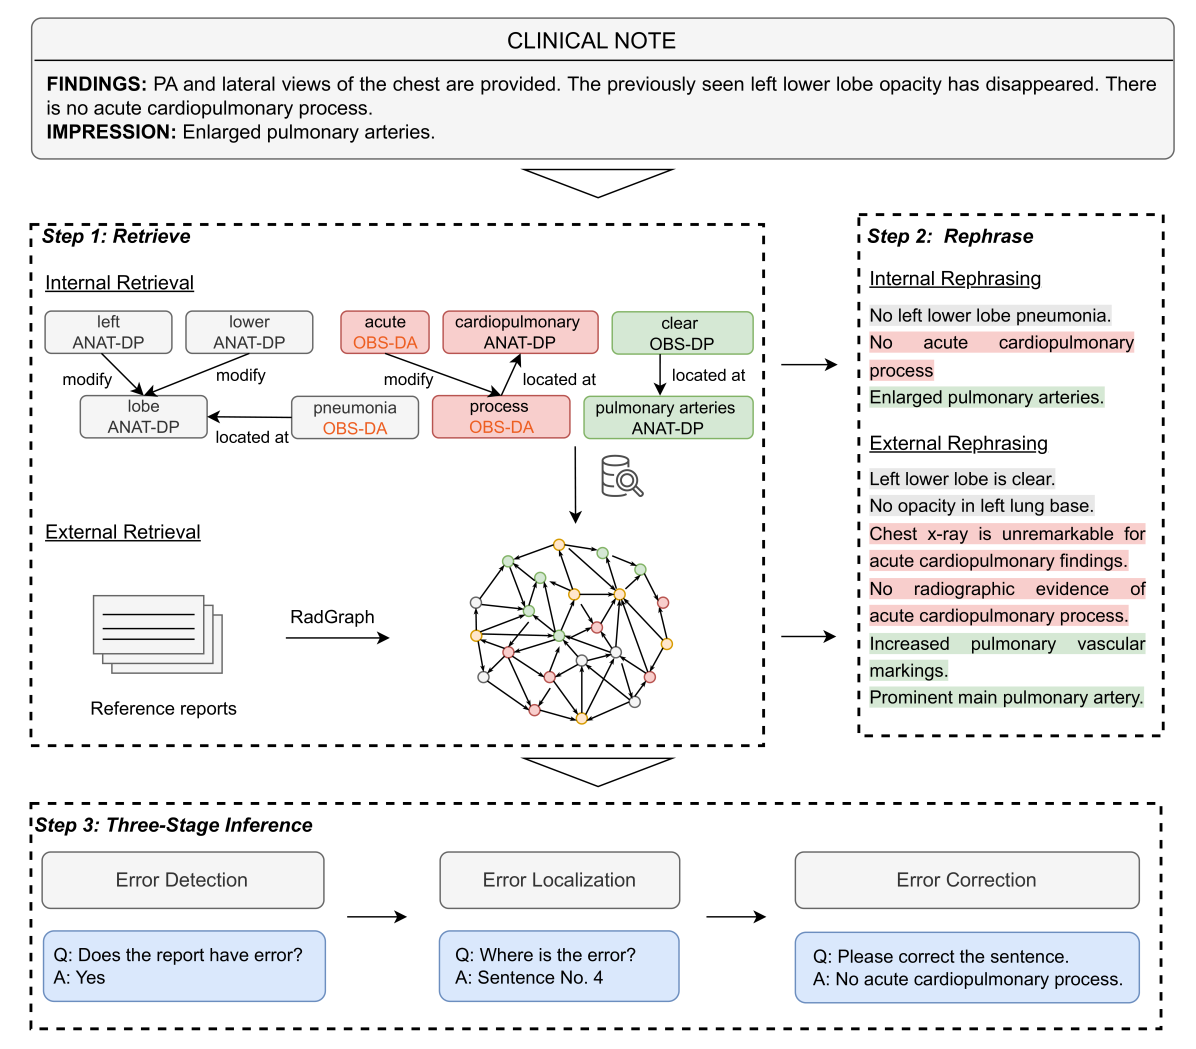 CLINICAL NOTE
FINDINGS: PA and lateral views of the chest are provided. The previously seen left lower lobe opacity has disappeared. There
is no acute cardiopulmonary process.
IMPRESSION: Enlarged pulmonary arteries.
Step 1: Retrieve
Internal Retrieval
left
ANAT-DP
lower
ANAT-DP
acute
OBS-DA
cardiopulmonary
ANAT-DP
clear
OBS-DP
modify
modify
modify
located at
located at
lobe
ANAT-DP
located at
pneumonia
OBS-DA
process
OBS-DA
pulmonary arteries
ANAT-DP
External Retrieval
RadGraph
Reference reports
Step 2: Rephrase
Internal Rephrasing
No left lower lobe pneumonia.
No acute cardiopulmonary
process
Enlarged pulmonary arteries.
External Rephrasing
Left lower lobe is clear.
No opacity in left lung base.
Chest x-ray is unremarkable for
acute cardiopulmonary findings.
No radiographic evidence of
acute cardiopulmonary process.
Increased pulmonary vascular
markings.
Prominent main pulmonary artery.
Step 3: Three-Stage Inference
Error Detection
Error Localization
Error Correction
Q: Does the report have error?
A: Yes
Q: Where is the error?
A: Sentence No. 4
Q: Please correct the sentence.
A: No acute cardiopulmonary process.